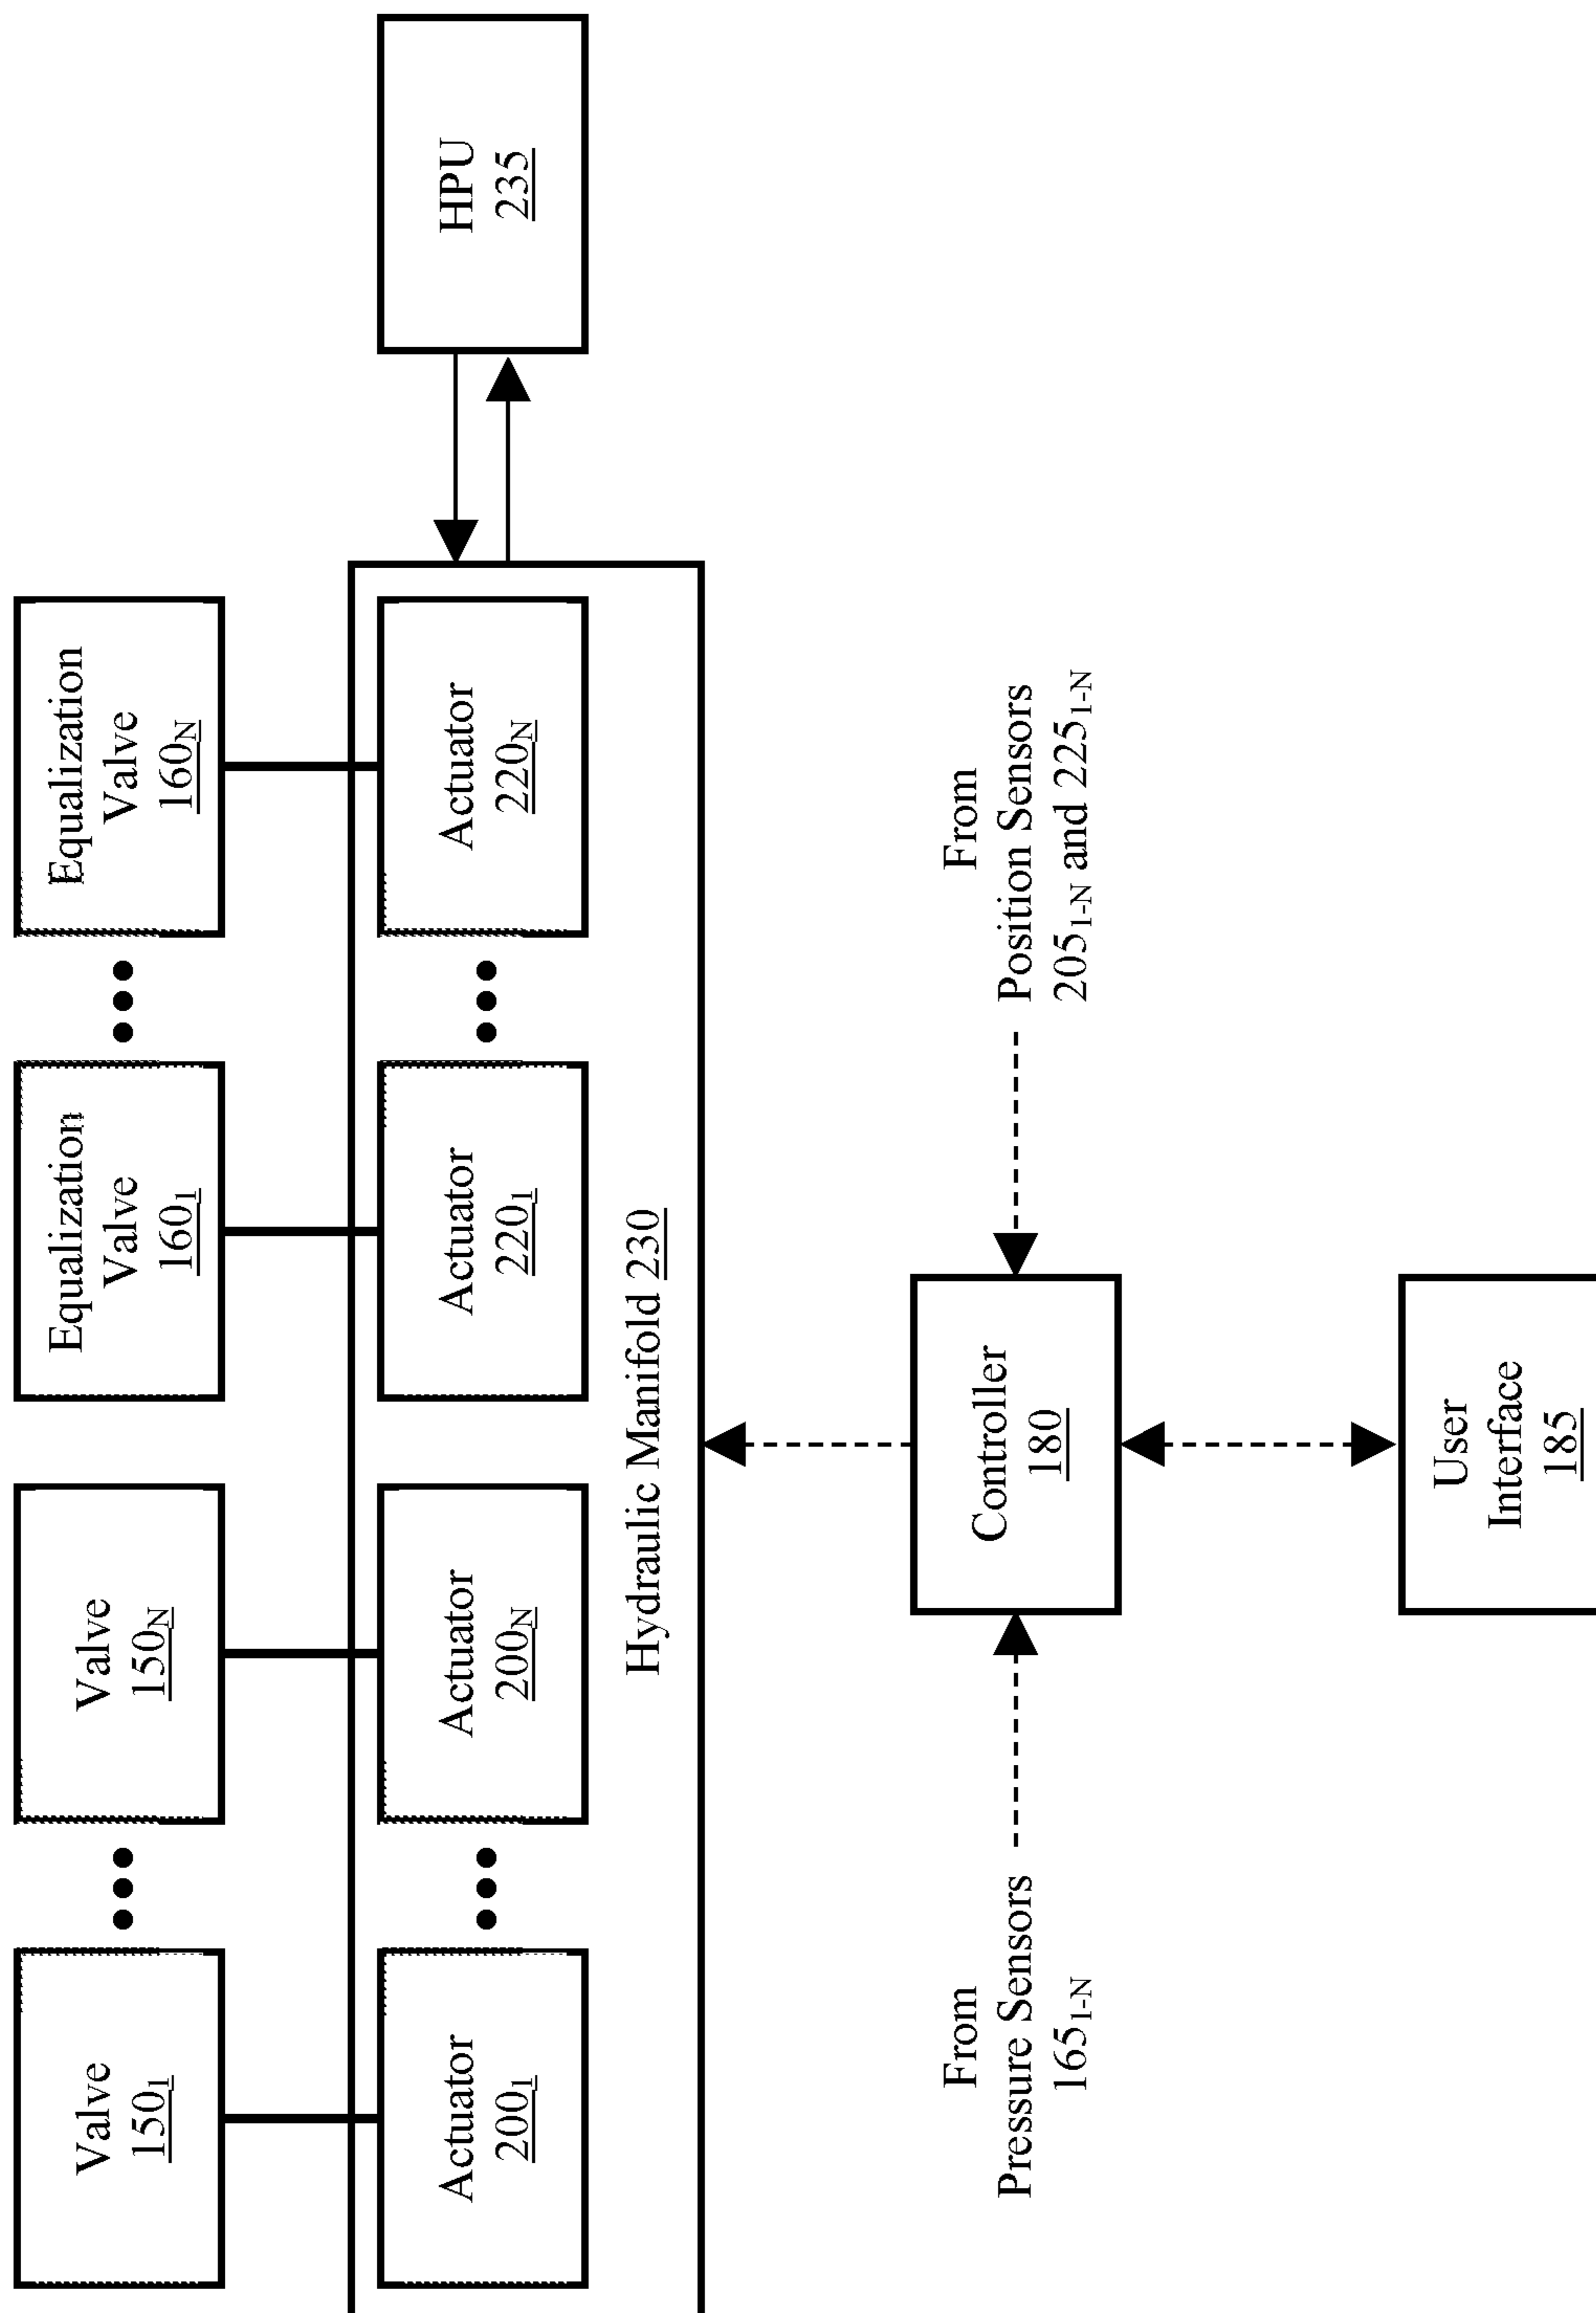 Valve
150₁
Valve
150N
Equalization
Valve
160₁
Equalization
Valve
160N
Actuator
200₁
Actuator
200N
Actuator
220₁
Actuator
220N
HPU
235
Hydraulic Manifold 230
From
Pressure Sensors
165₁₋N
Controller
180
From
Position Sensors
205₁₋N and 225₁₋N
User
Interface
185